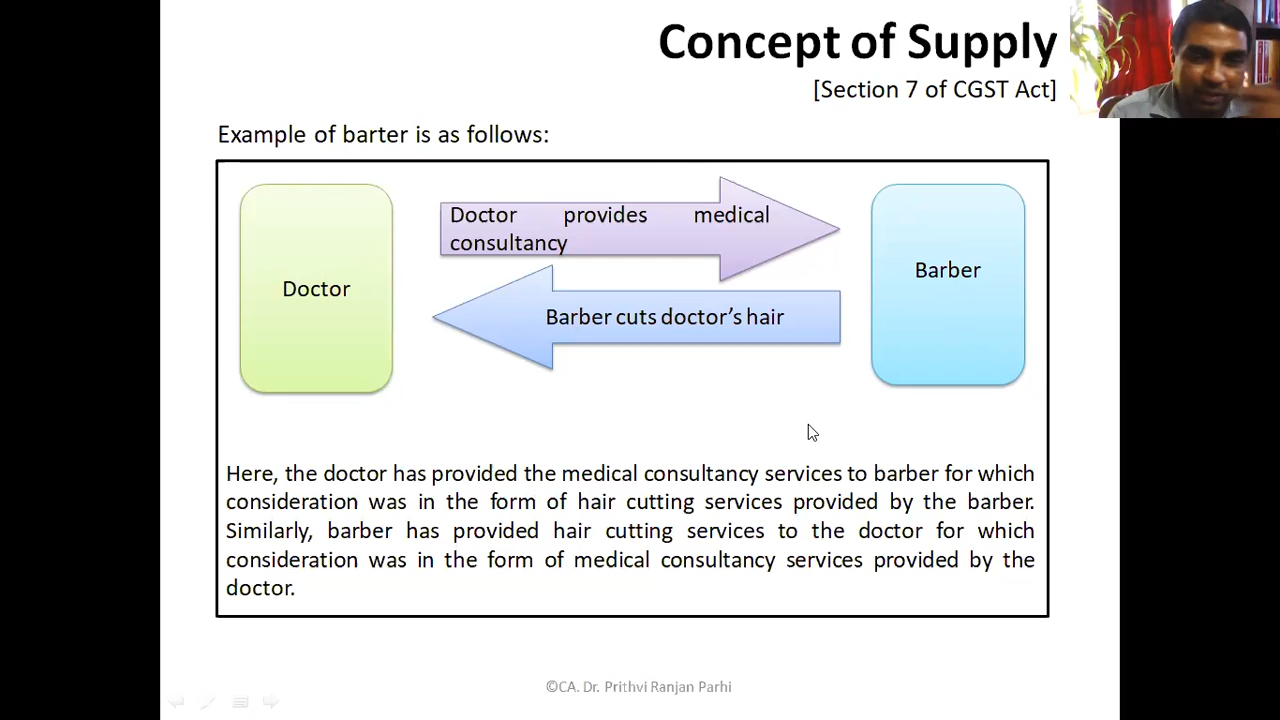 Concept of Supply
[Section 7 of CGST Act]
Example of barter is as follows:
Doctor
Doctor provides medical
consultancy
Barber cuts doctor’s hair
Barber
Here, the doctor has provided the medical consultancy services to barber for which
consideration was in the form of hair cutting services provided by the barber.
Similarly, barber has provided hair cutting services to the doctor for which
consideration was in the form of medical consultancy services provided by the
doctor.
©CA. Dr. Prithvi Ranjan Parhi